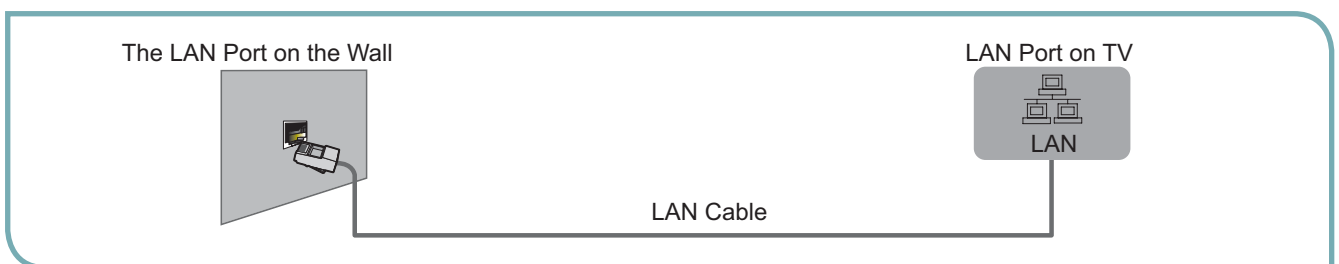 The LAN Port on the Wall
LAN Port on TV
LAN
LAN Cable